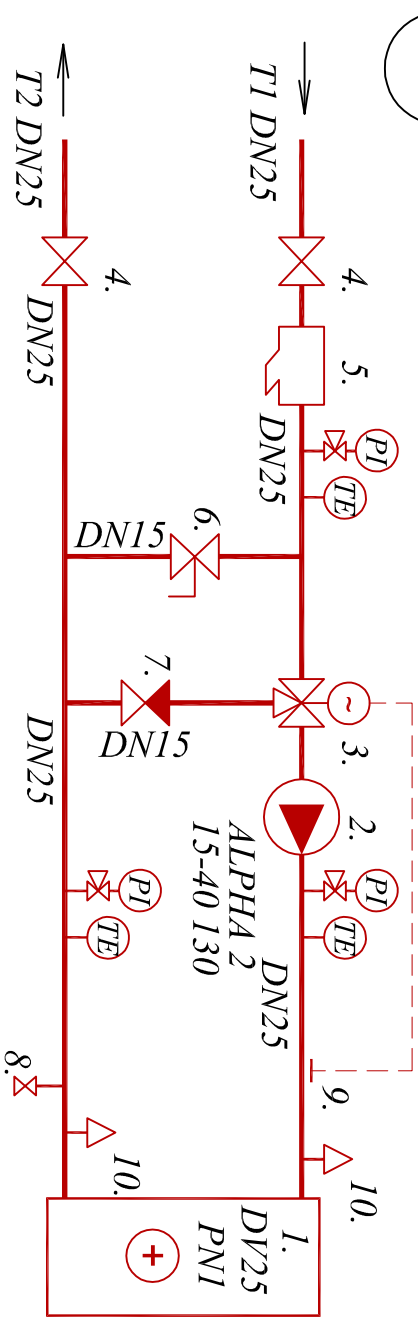 4.
5.
PI
TE
~
3.
2.
PI
TE
9.
10.
T1 DN25
DN25
DN25
ALPHA 2
15-40 130
1.
DV25
PN1
+
6.
DN15
7.
DN15
4.
PI
TE
10.
T2 DN25
DN25
DN25
8.